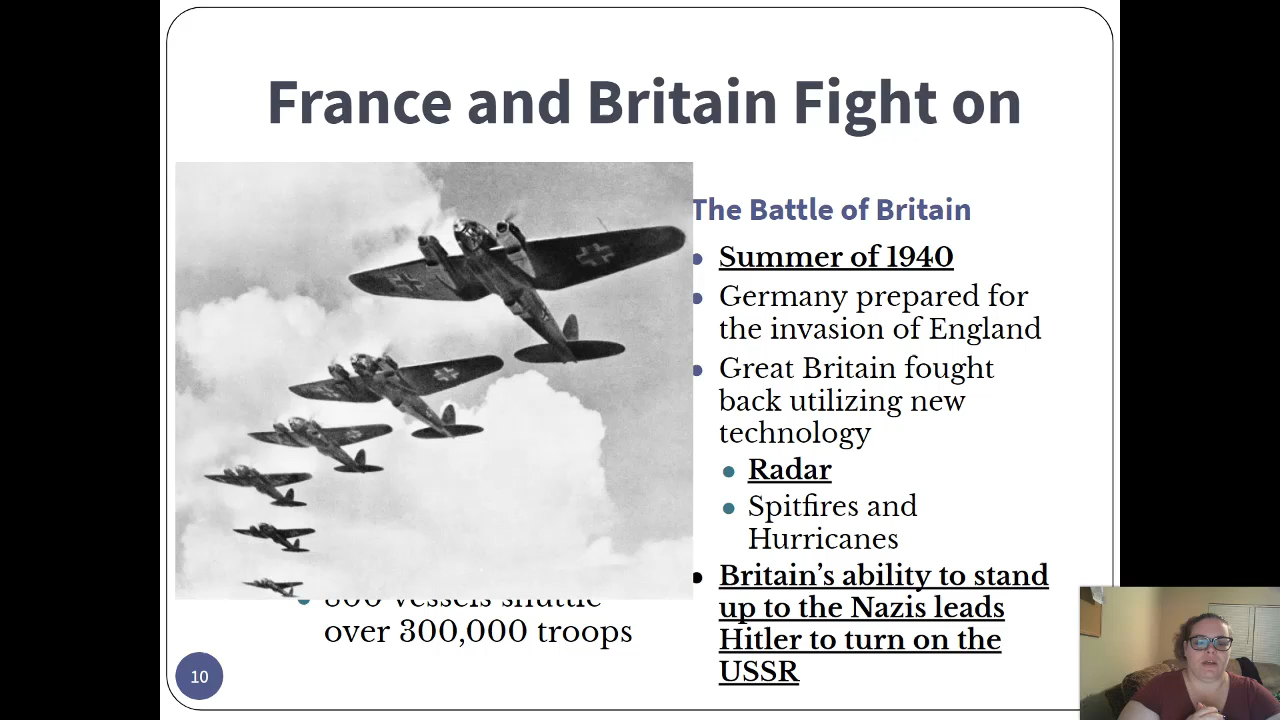 France and Britain Fight on
The Battle of Britain
Summer of 1940
Germany prepared for
the invasion of England
Great Britain fought
back utilizing new
technology
Radar
Spitfires and
Hurricanes
Britain’s ability to stand
up to the Nazis leads
Hitler to turn on the
USSR
vessels shuttle
over 300,000 troops
10